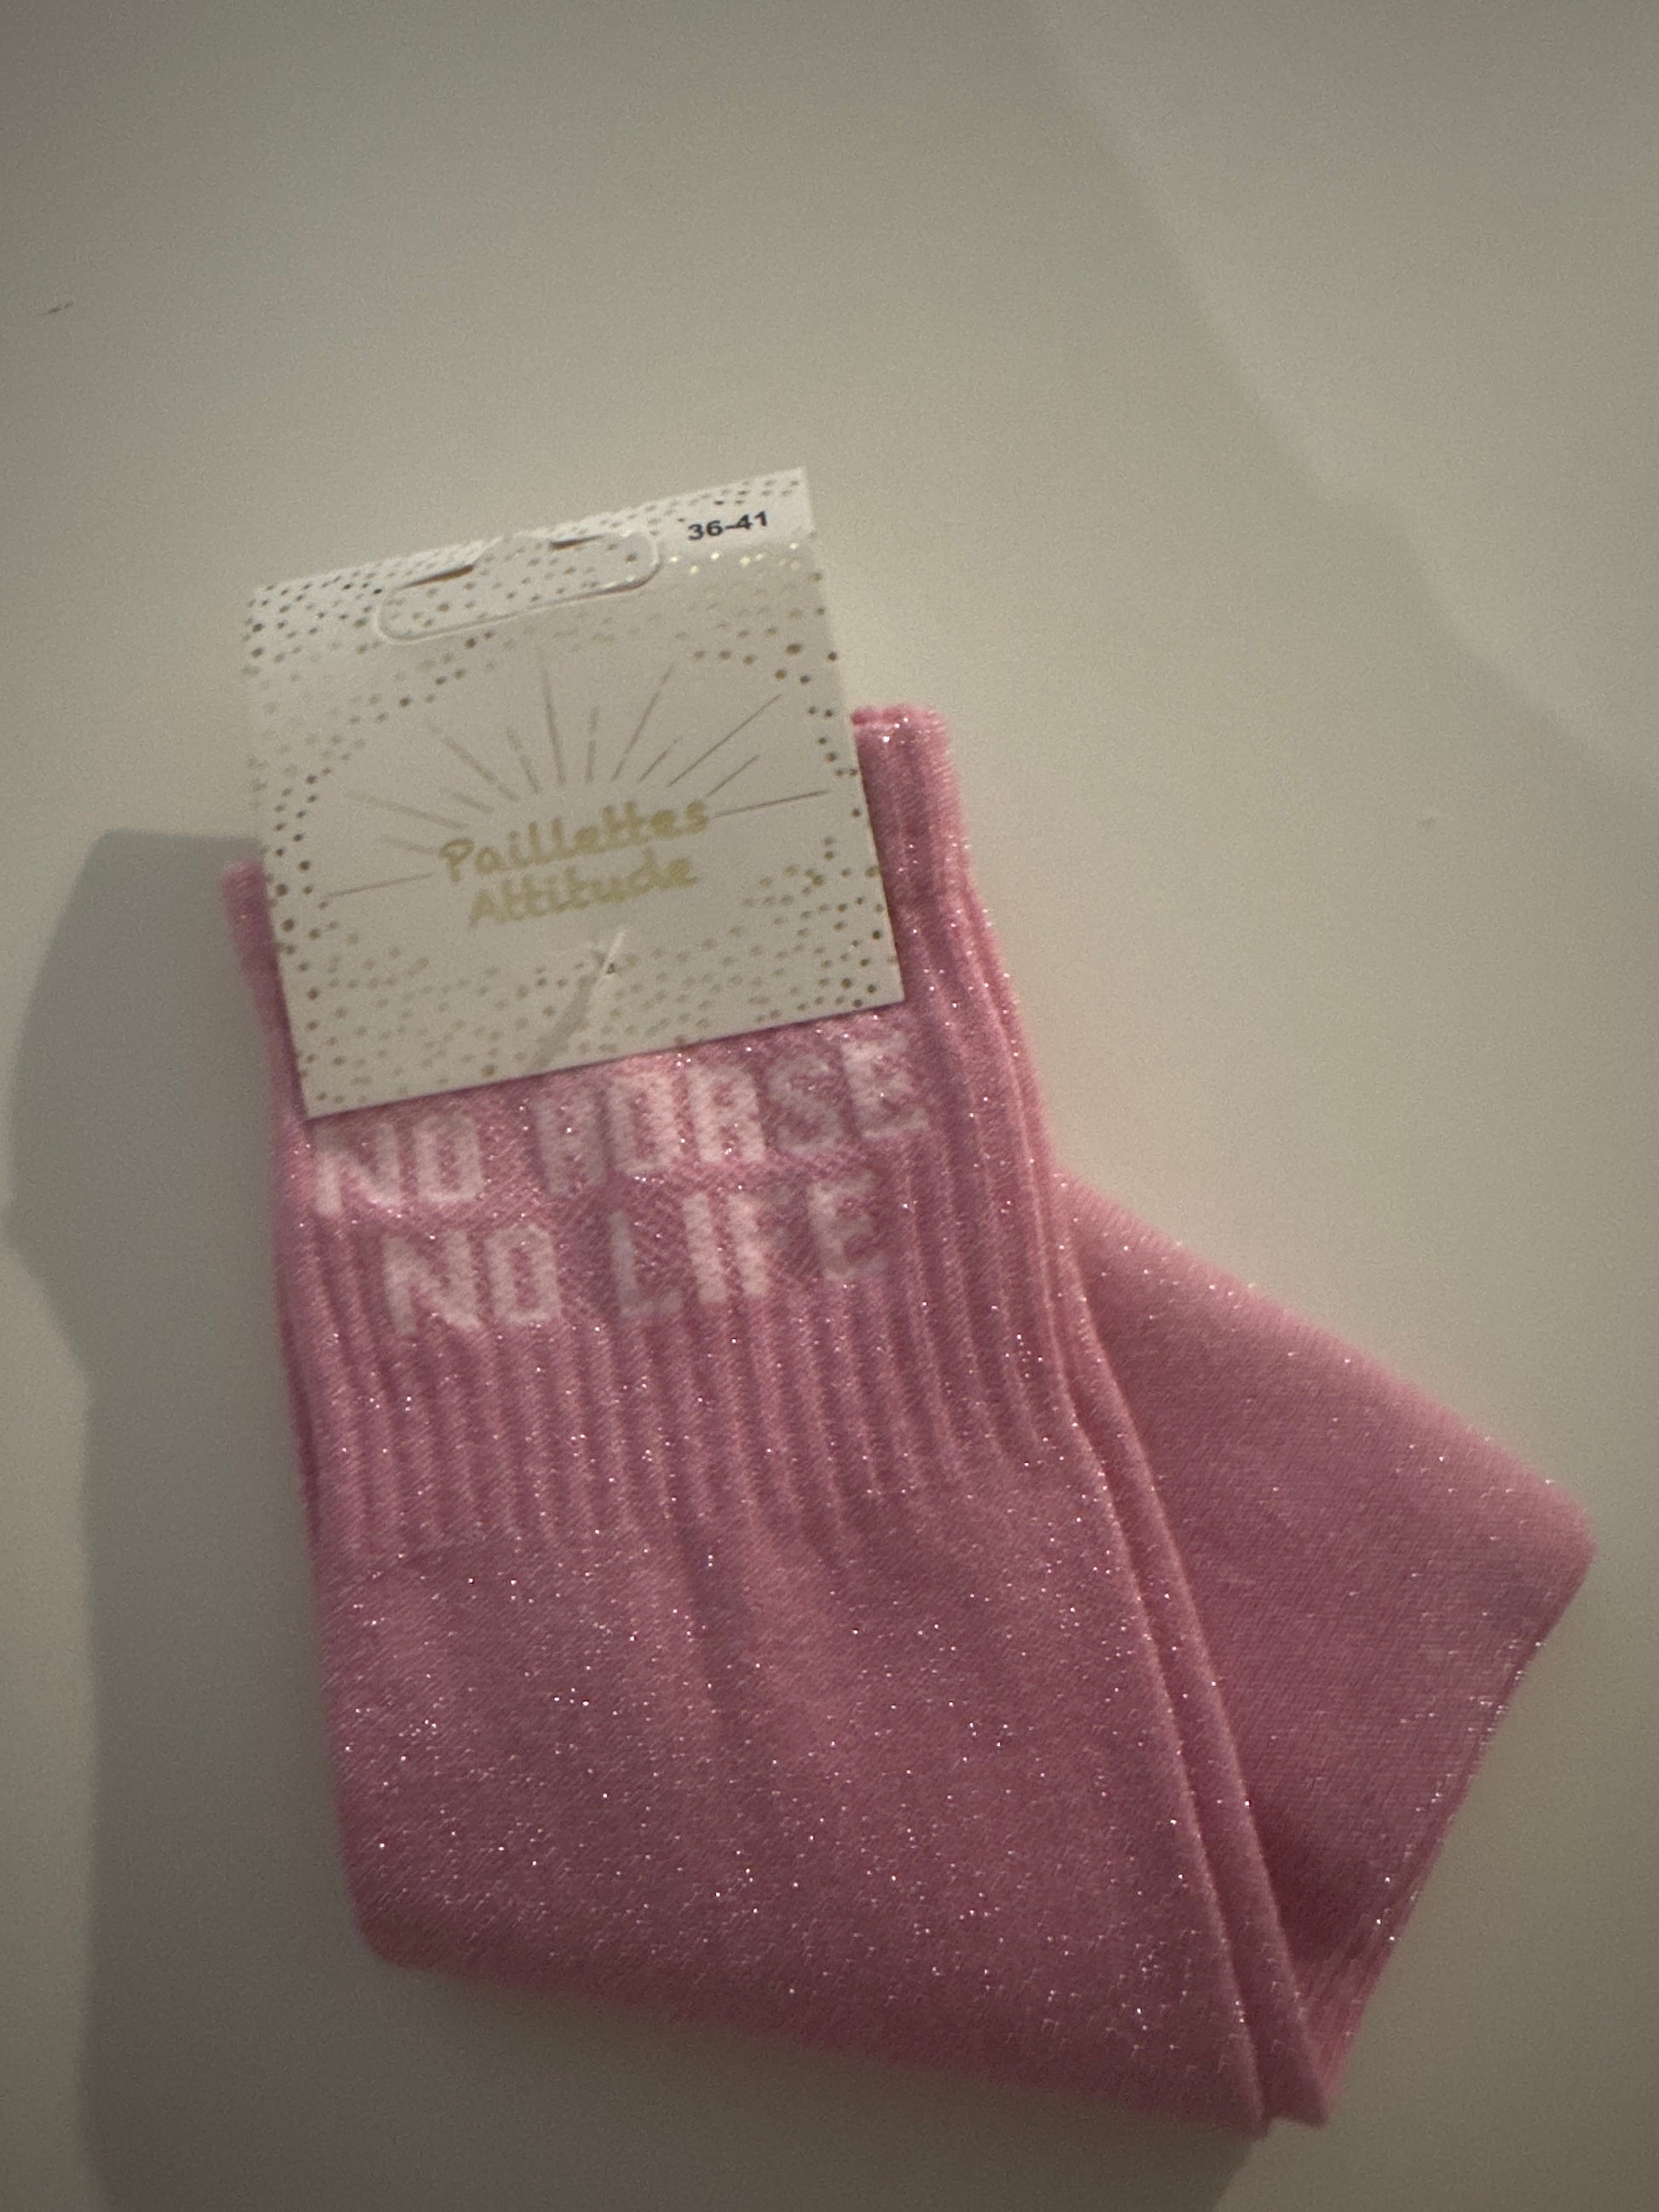 36-41
Paillettes
Attitude
NO HORSE
NO LIFE